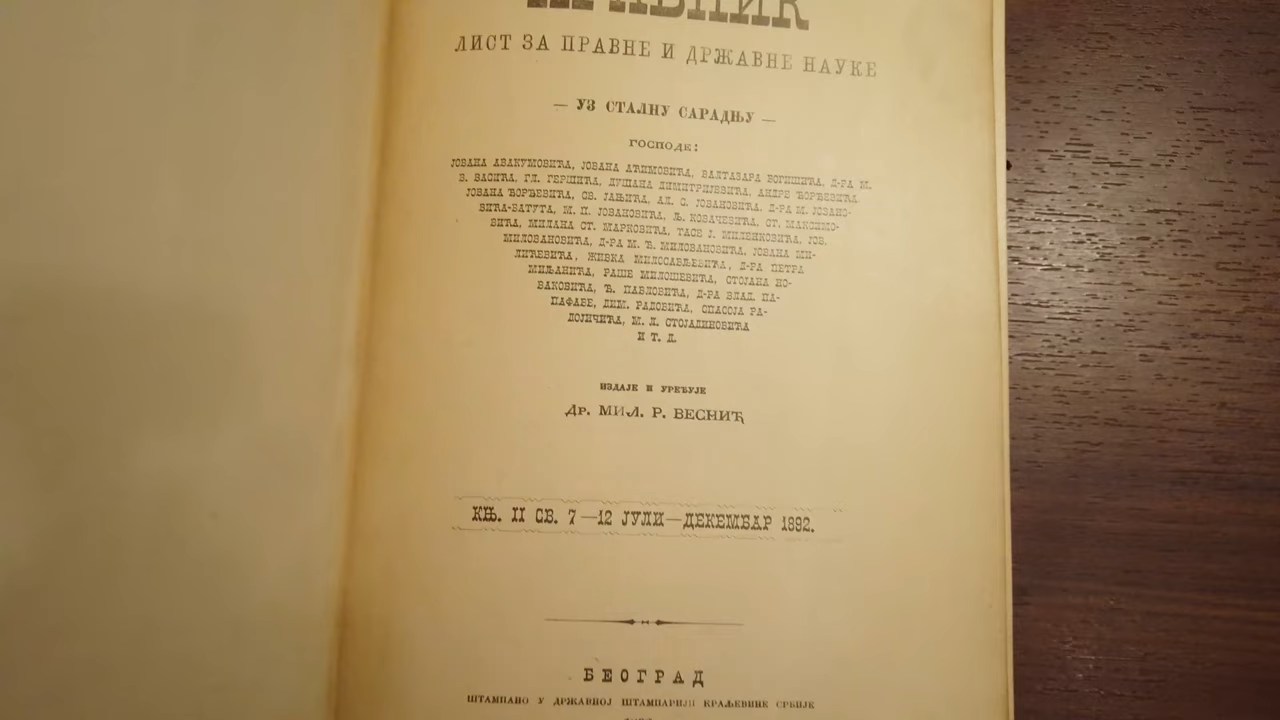 ПРАВНИК
ЛИСТ ЗА ПРАВНЕ И ДРЖАВНЕ НАУКЕ
— УЗ СТАЛНУ САРАДЊУ —
ГОСПОДЕ:
ЈОВАНА АВАКУМОВИЋА, ЈОВАНА АЋИМОВИЋА, ВАЛТАЗАРА БОГИШИЋА, Д-РА М.
В. ВАСИЋА, ГЛ. ГЕРШИЋА, ДУШАНА ДИМИТРИЈЕВИЋА, АНДРЕ ЂОРЂЕВИЋА
ЈОВАНА ЂОРЂЕВИЋА, СВ. ЈАЊИЋА, АЛ. С. ЈОВАНОВИЋА, Д-РА М. ЈОВАНО-
ВИЋА-БАТУТА, М. П. ЈОВАНОВИЋА, Љ. КОВАЧЕВИЋА, СТ. МАКСИМО-
ВИЋА, МИЛАНА СТ. МАРКОВИЋА, ТАСЕ Ј. МИЛЕНКОВИЋА, ЈОВ.
МИЛОВАНОВИЋА, Д-РА М. Ђ. МИЛОВАНОВИЋА, ЈОВАНА МИ-
ЛИЋЕВИЋА, ЖИВКА МИЛОСАВЉЕВИЋА, Д-РА ПЕТРА
МИЉАНИЋА, РАШЕ МИЛОШЕВИЋА, СТОЈАНА НО-
ВАКОВИЋА, Ђ. ПАВЛОВИЋА, Д-РА ВЛАД. ПА-
ПАФАВЕ, ДИМ. РАДОВИЋА, СПАСОЈА РА-
ДОЈИЧИЋА, М. Л. СТОЈАДИНОВИЋА
И Т. Д.
ИЗДАЈЕ И УРЕЂУЈЕ
Др. МИЛ. Р. ВЕСНИЋ
КЊ. II СВ. 7—12 ЈУЛИ—ДЕКЕМБАР 1892.
БЕОГРАД
ШТАМПАНО У ДРЖАВНОЈ ШТАМПАРИЈИ КРАЉЕВИНЕ СРБИЈЕ